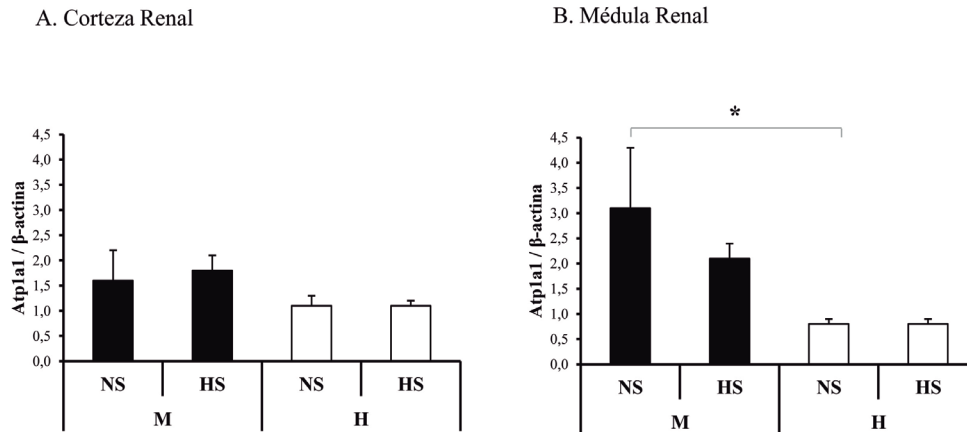 A. Corteza Renal
Atp1a1 / β-actina
4,5
4,0
3,5
3,0
2,5
2,0
1,5
1,0
0,5
0,0
NS HS NS HS
M H
B. Médula Renal
*
Atp1a1 / β-actina
4,5
4,0
3,5
3,0
2,5
2,0
1,5
1,0
0,5
0,0
NS HS NS HS
M H